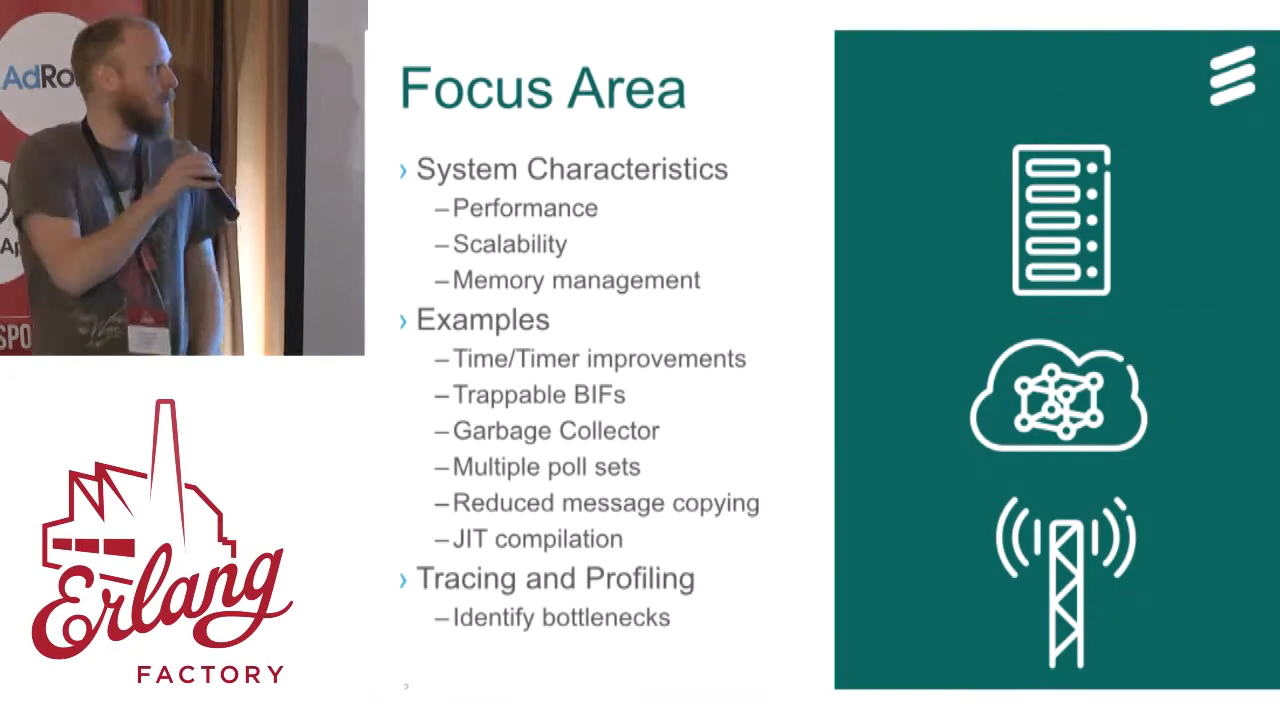 AdRo
SPO
Focus Area
› System Characteristics
– Performance
– Scalability
– Memory management
› Examples
– Time/Timer improvements
– Trappable BIFs
– Garbage Collector
– Multiple poll sets
– Reduced message copying
– JIT compilation
› Tracing and Profiling
– Identify bottlenecks
Erlang
FACTORY